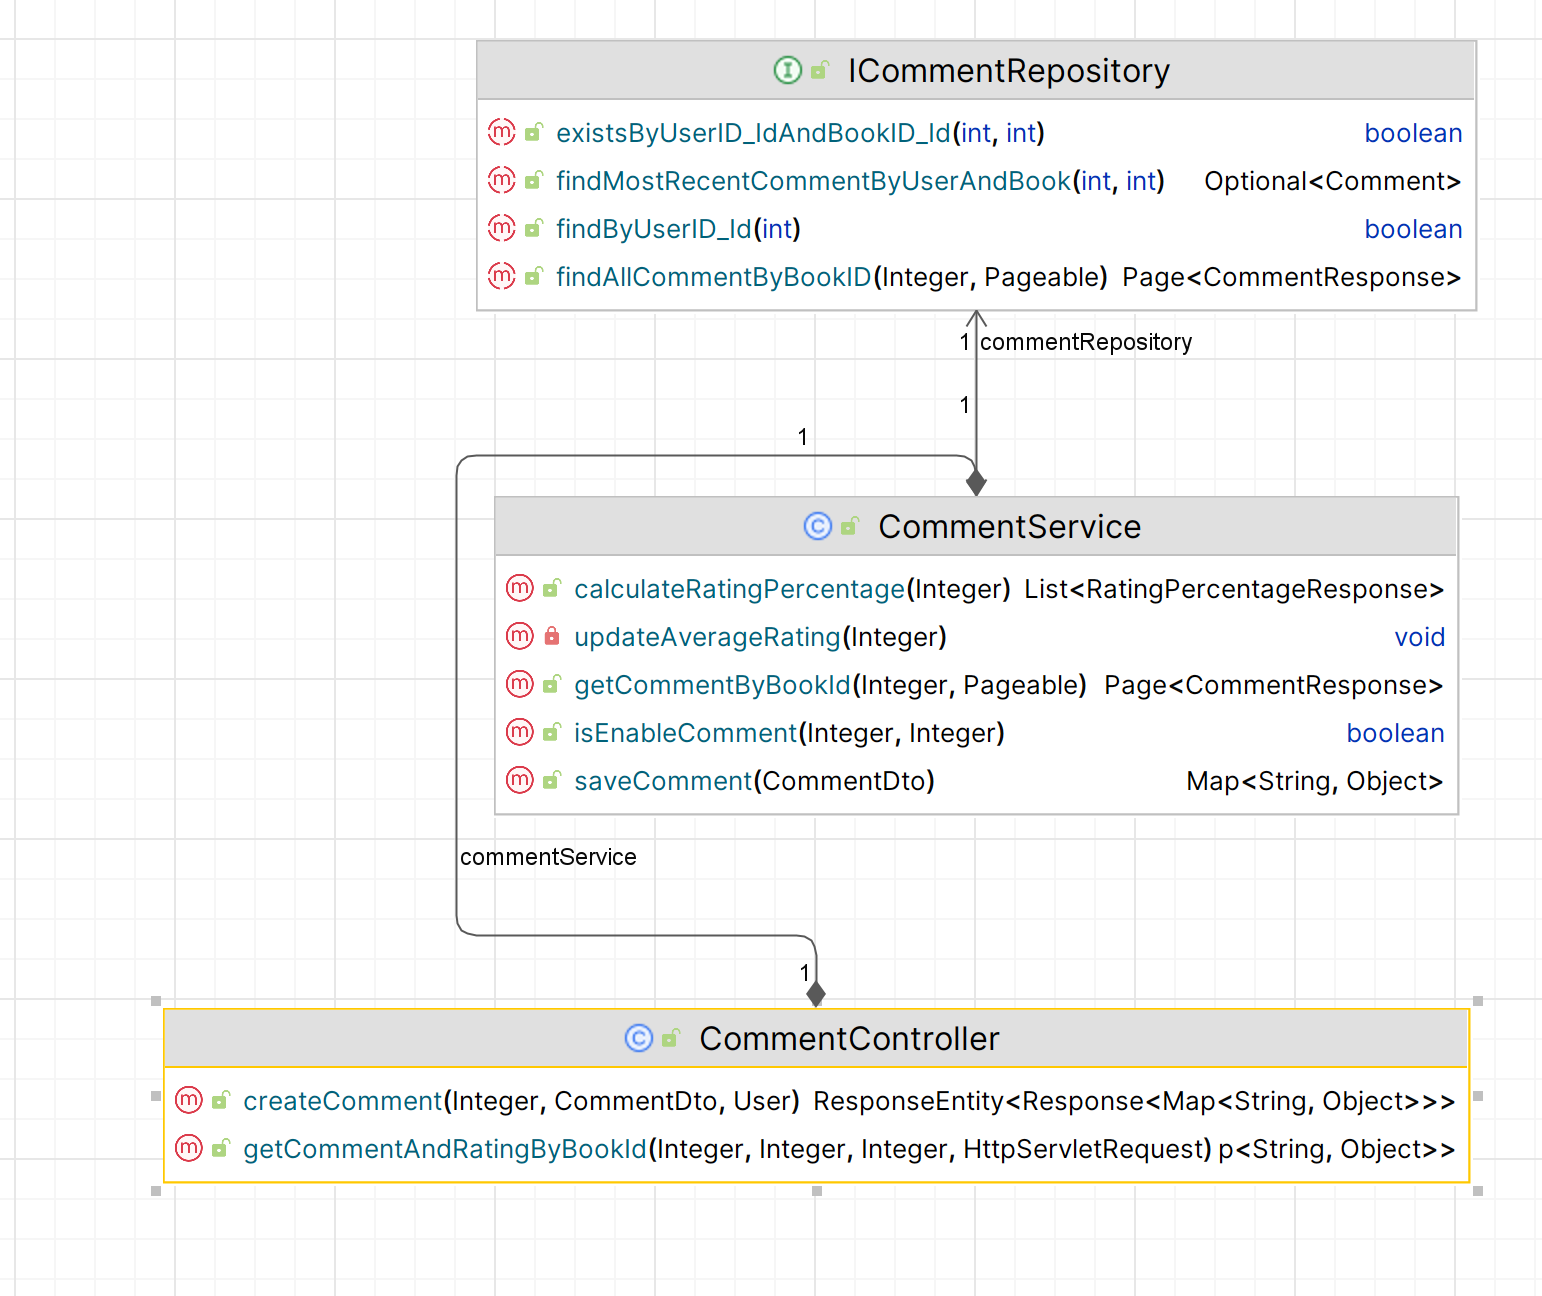 ICommentRepository
existsByUserID_IdAndBookID_Id(int, int) boolean
findMostRecentCommentByUserAndBook(int, int) Optional<Comment>
findByUserID_Id(int) boolean
findAllCommentByBookID(Integer, Pageable) Page<CommentResponse>
1 commentRepository
1
1
CommentService
calculateRatingPercentage(Integer) List<RatingPercentageResponse>
updateAverageRating(Integer) void
getCommentByBookId(Integer, Pageable) Page<CommentResponse>
isEnableComment(Integer, Integer) boolean
saveComment(CommentDto) Map<String, Object>
commentService
1
CommentController
createComment(Integer, CommentDto, User) ResponseEntity<Response<Map<String, Object>>>
getCommentAndRatingByBookId(Integer, Integer, Integer, HttpServletRequest) p<String, Object>>